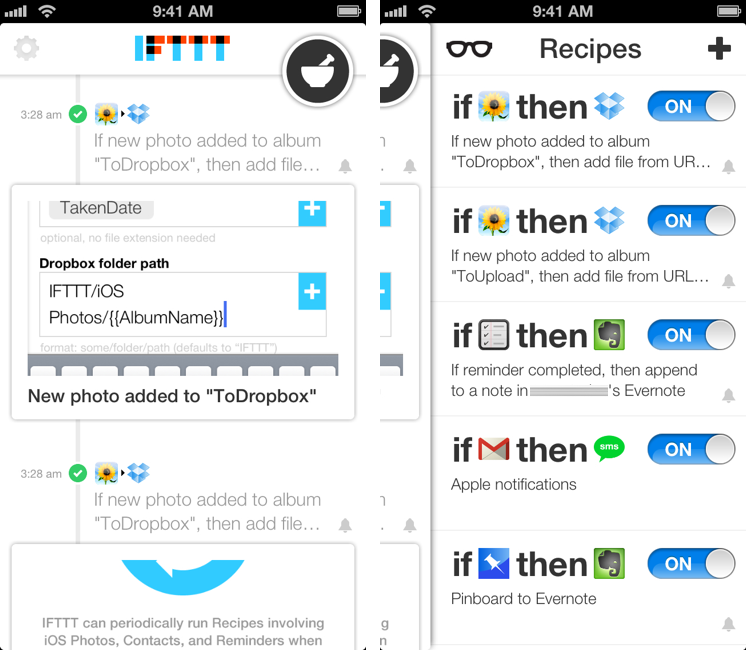 9:41 AM
IFTTT
3:28 am
If new photo added to album
"ToDropbox", then add file...
TakenDate
optional, no file extension needed
Dropbox folder path
IFTTT/iOS
Photos/{{AlbumName}}
format: some/folder/path (defaults to "IFTTT")
New photo added to "ToDropbox"
3:28 am
If new photo added to album
"ToDropbox", then add file...
IFTTT can periodically run Recipes involving
iOS Photos, Contacts, and Reminders when
9:41 AM
Recipes
if then ON
If new photo added to album
"ToDropbox", then add file from UR...
if then ON
If new photo added to album
"ToUpload", then add file from URL...
if then ON
If reminder completed, then append
to a note in 's Evernote
if then sms ON
Apple notifications
if then ON
Pinboard to Evernote